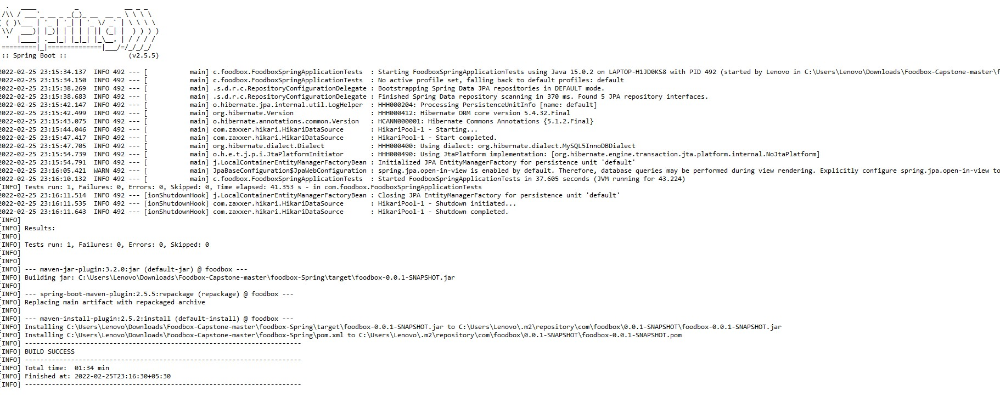 .   ____          _            __ _ _
 /\\ / ___'_ __ _ _(_)_ __  __ _ \ \ \ \
( ( )\___ | '_ | '_| | '_ \/ _` | \ \ \ \
 \\/  ___)| |_)| | | | | || (_| |  ) ) ) )
  '  |____| .__|_| |_|_| |_\__, | / / / /
 =========|_|==============|___/=/_/_/_/
 :: Spring Boot ::                (v2.5.5)
2022-02-25 23:15:34.137  INFO 492 --- [           main] c.foodbox.FoodboxSpringApplicationTests  : Starting FoodboxSpringApplicationTests using Java 15.0.2 on LAPTOP-H1JD0KS8 with PID 492 (started by Lenovo in C:\Users\Lenovo\Downloads\Foodbox-Capstone-master\f
2022-02-25 23:15:34.150  INFO 492 --- [           main] c.foodbox.FoodboxSpringApplicationTests  : No active profile set, falling back to default profiles: default
2022-02-25 23:15:38.269  INFO 492 --- [           main] .s.d.r.c.RepositoryConfigurationDelegate : Bootstrapping Spring Data JPA repositories in DEFAULT mode.
2022-02-25 23:15:38.683  INFO 492 --- [           main] .s.d.r.c.RepositoryConfigurationDelegate : Finished Spring Data repository scanning in 370 ms. Found 5 JPA repository interfaces.
2022-02-25 23:15:42.147  INFO 492 --- [           main] o.hibernate.jpa.internal.util.LogHelper  : HHH000204: Processing PersistenceUnitInfo [name: default]
2022-02-25 23:15:42.499  INFO 492 --- [           main] org.hibernate.Version                    : HHH000412: Hibernate ORM core version 5.4.32.Final
2022-02-25 23:15:43.075  INFO 492 --- [           main] o.hibernate.annotations.common.Version   : HCANN000001: Hibernate Commons Annotations {5.1.2.Final}
2022-02-25 23:15:44.046  INFO 492 --- [           main] com.zaxxer.hikari.HikariDataSource       : HikariPool-1 - Starting...
2022-02-25 23:15:47.417  INFO 492 --- [           main] com.zaxxer.hikari.HikariDataSource       : HikariPool-1 - Start completed.
2022-02-25 23:15:47.705  INFO 492 --- [           main] org.hibernate.dialect.Dialect            : HHH000400: Using dialect: org.hibernate.dialect.MySQL5InnoDBDialect
2022-02-25 23:15:54.739  INFO 492 --- [           main] o.h.e.t.j.p.i.JtaPlatformInitiator       : HHH000490: Using JtaPlatform implementation: [org.hibernate.engine.transaction.jta.platform.internal.NoJtaPlatform]
2022-02-25 23:15:54.791  INFO 492 --- [           main] j.LocalContainerEntityManagerFactoryBean : Initialized JPA EntityManagerFactory for persistence unit 'default'
2022-02-25 23:16:05.421  WARN 492 --- [           main] JpaBaseConfiguration$JpaWebConfiguration : spring.jpa.open-in-view is enabled by default. Therefore, database queries may be performed during view rendering. Explicitly configure spring.jpa.open-in-view to
2022-02-25 23:16:10.132  INFO 492 --- [           main] c.foodbox.FoodboxSpringApplicationTests  : Started FoodboxSpringApplicationTests in 37.605 seconds (JVM running for 43.24)
[INFO] Tests run: 1, Failures: 0, Errors: 0, Skipped: 0, Time elapsed: 41.353 s - in com.foodbox.FoodboxSpringApplicationTests
2022-02-25 23:16:11.514  INFO 492 --- [ionShutdownHook] j.LocalContainerEntityManagerFactoryBean : Closing JPA EntityManagerFactory for persistence unit 'default'
2022-02-25 23:16:11.535  INFO 492 --- [ionShutdownHook] com.zaxxer.hikari.HikariDataSource       : HikariPool-1 - Shutdown initiated...
2022-02-25 23:16:11.643  INFO 492 --- [ionShutdownHook] com.zaxxer.hikari.HikariDataSource       : HikariPool-1 - Shutdown completed.
[INFO]
[INFO] Results:
[INFO]
[INFO] Tests run: 1, Failures: 0, Errors: 0, Skipped: 0
[INFO]
[INFO]
[INFO] --- maven-jar-plugin:3.2.0:jar (default-jar) @ foodbox ---
[INFO] Building jar: C:\Users\Lenovo\Downloads\Foodbox-Capstone-master\foodbox-Spring\target\foodbox-0.0.1-SNAPSHOT.jar
[INFO]
[INFO] --- spring-boot-maven-plugin:2.5.5:repackage (repackage) @ foodbox ---
[INFO] Replacing main artifact with repackaged archive
[INFO]
[INFO] --- maven-install-plugin:2.5.2:install (default-install) @ foodbox ---
[INFO] Installing C:\Users\Lenovo\Downloads\Foodbox-Capstone-master\foodbox-Spring\target\foodbox-0.0.1-SNAPSHOT.jar to C:\Users\Lenovo\.m2\repository\com\foodbox\0.0.1-SNAPSHOT\foodbox-0.0.1-SNAPSHOT.jar
[INFO] Installing C:\Users\Lenovo\Downloads\Foodbox-Capstone-master\foodbox-Spring\pom.xml to C:\Users\Lenovo\.m2\repository\com\foodbox\0.0.1-SNAPSHOT\foodbox-0.0.1-SNAPSHOT.pom
[INFO] ------------------------------------------------------------------------
[INFO] BUILD SUCCESS
[INFO] ------------------------------------------------------------------------
[INFO] Total time:  01:34 min
[INFO] Finished at: 2022-02-25T23:16:30+05:30
[INFO] ------------------------------------------------------------------------